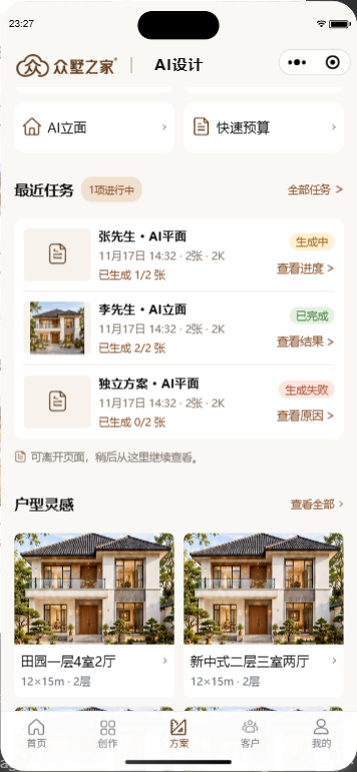 23:27
众墅之家
AI设计
AI立面
快速预算
最近任务
1项进行中
全部任务 >
张先生·AI平面
生成中
11月17日 14:32 · 2张 · 2K
已生成 1/2 张
查看进度 >
李先生·AI立面
已完成
11月17日 14:32 · 2张 · 2K
已生成 2/2 张
查看结果 >
独立方案·AI平面
生成失败
11月17日 14:32 · 2张 · 2K
已生成 0/2 张
查看原因 >
可离开页面，稍后从这里继续查看。
户型灵感
查看全部 >
田园一层4室2厅
12×15m · 2层
新中式二层三室两厅
12×15m · 2层
首页
创作
方案
客户
我的